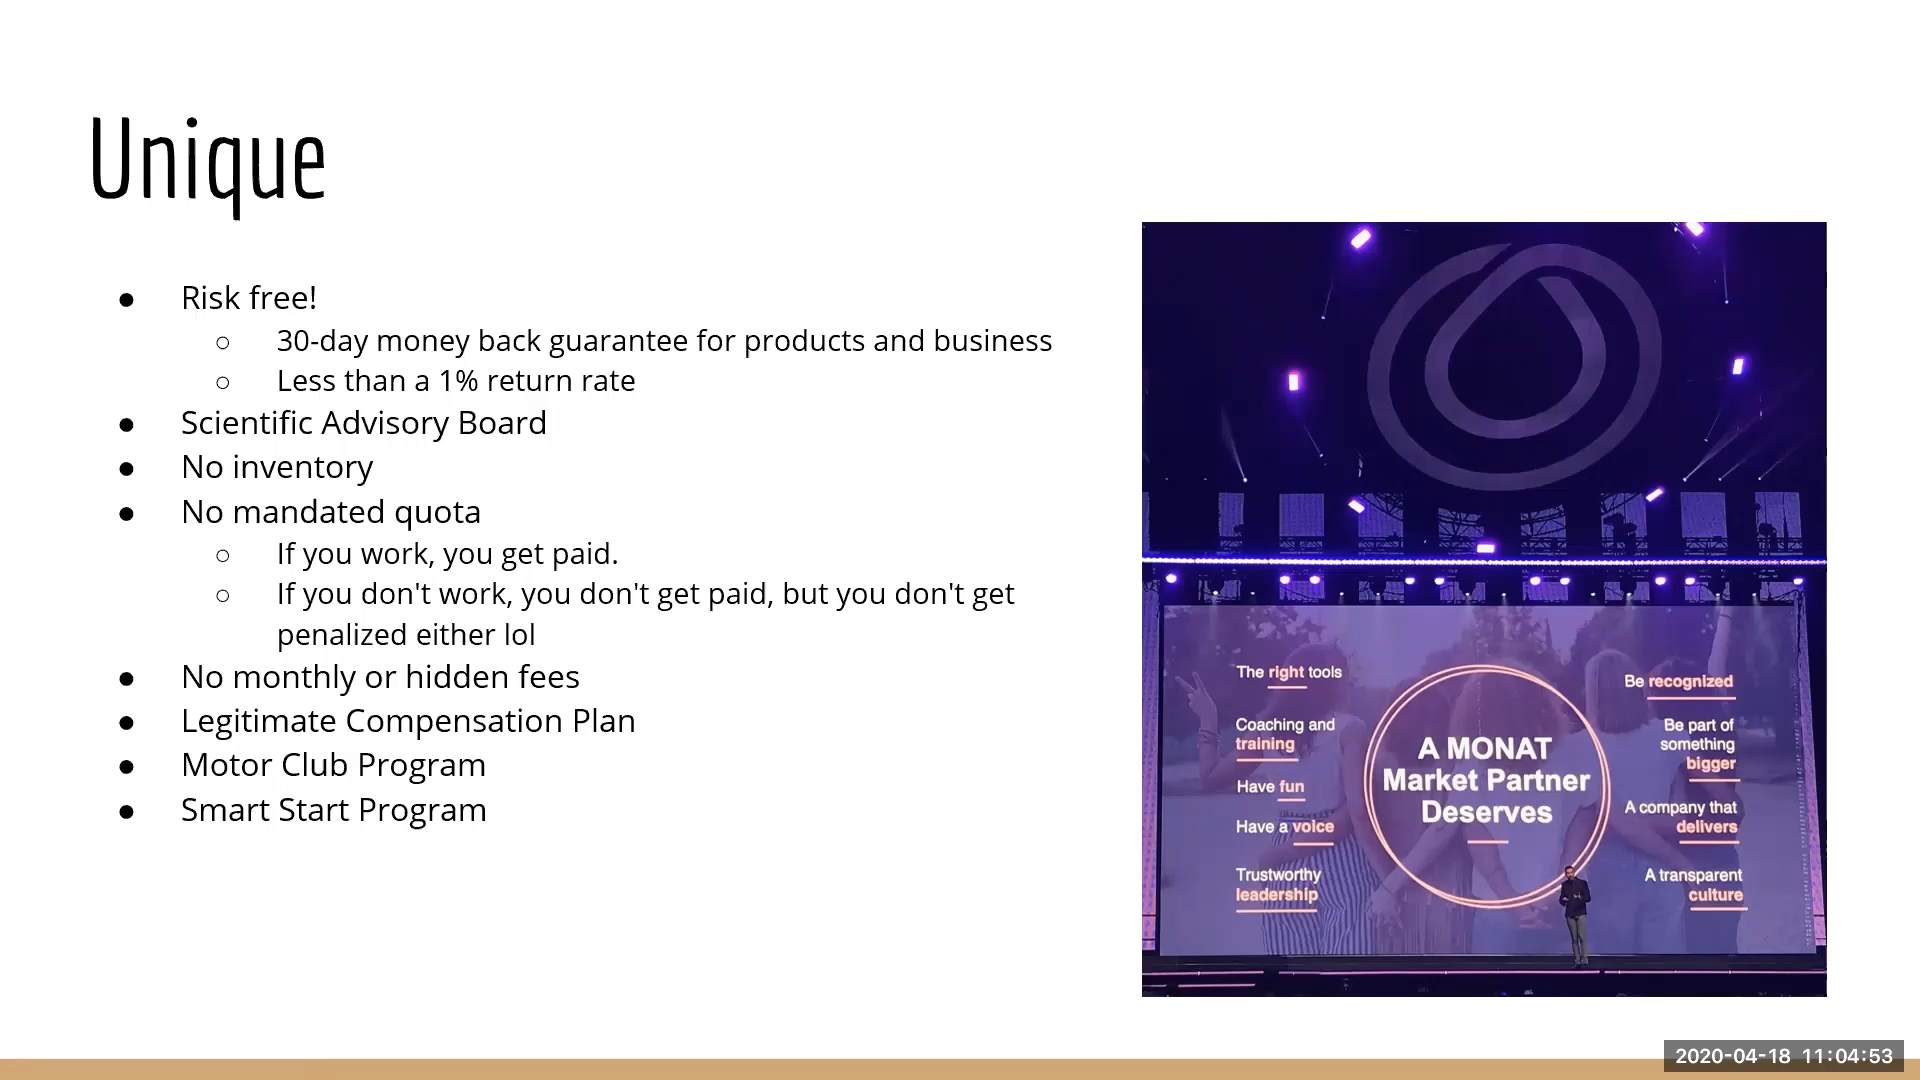 Unique
● Risk free!
○ 30-day money back guarantee for products and business
○ Less than a 1% return rate
● Scientific Advisory Board
● No inventory
● No mandated quota
○ If you work, you get paid.
○ If you don't work, you don't get paid, but you don't get
penalized either lol
● No monthly or hidden fees
● Legitimate Compensation Plan
● Motor Club Program
● Smart Start Program
The right tools
Coaching and
training
Have fun
Have a voice
Trustworthy
leadership
A MONAT
Market Partner
Deserves
Be recognized
Be part of
something
bigger
A company that
delivers
A transparent
culture
2020-04-18 11:04:53